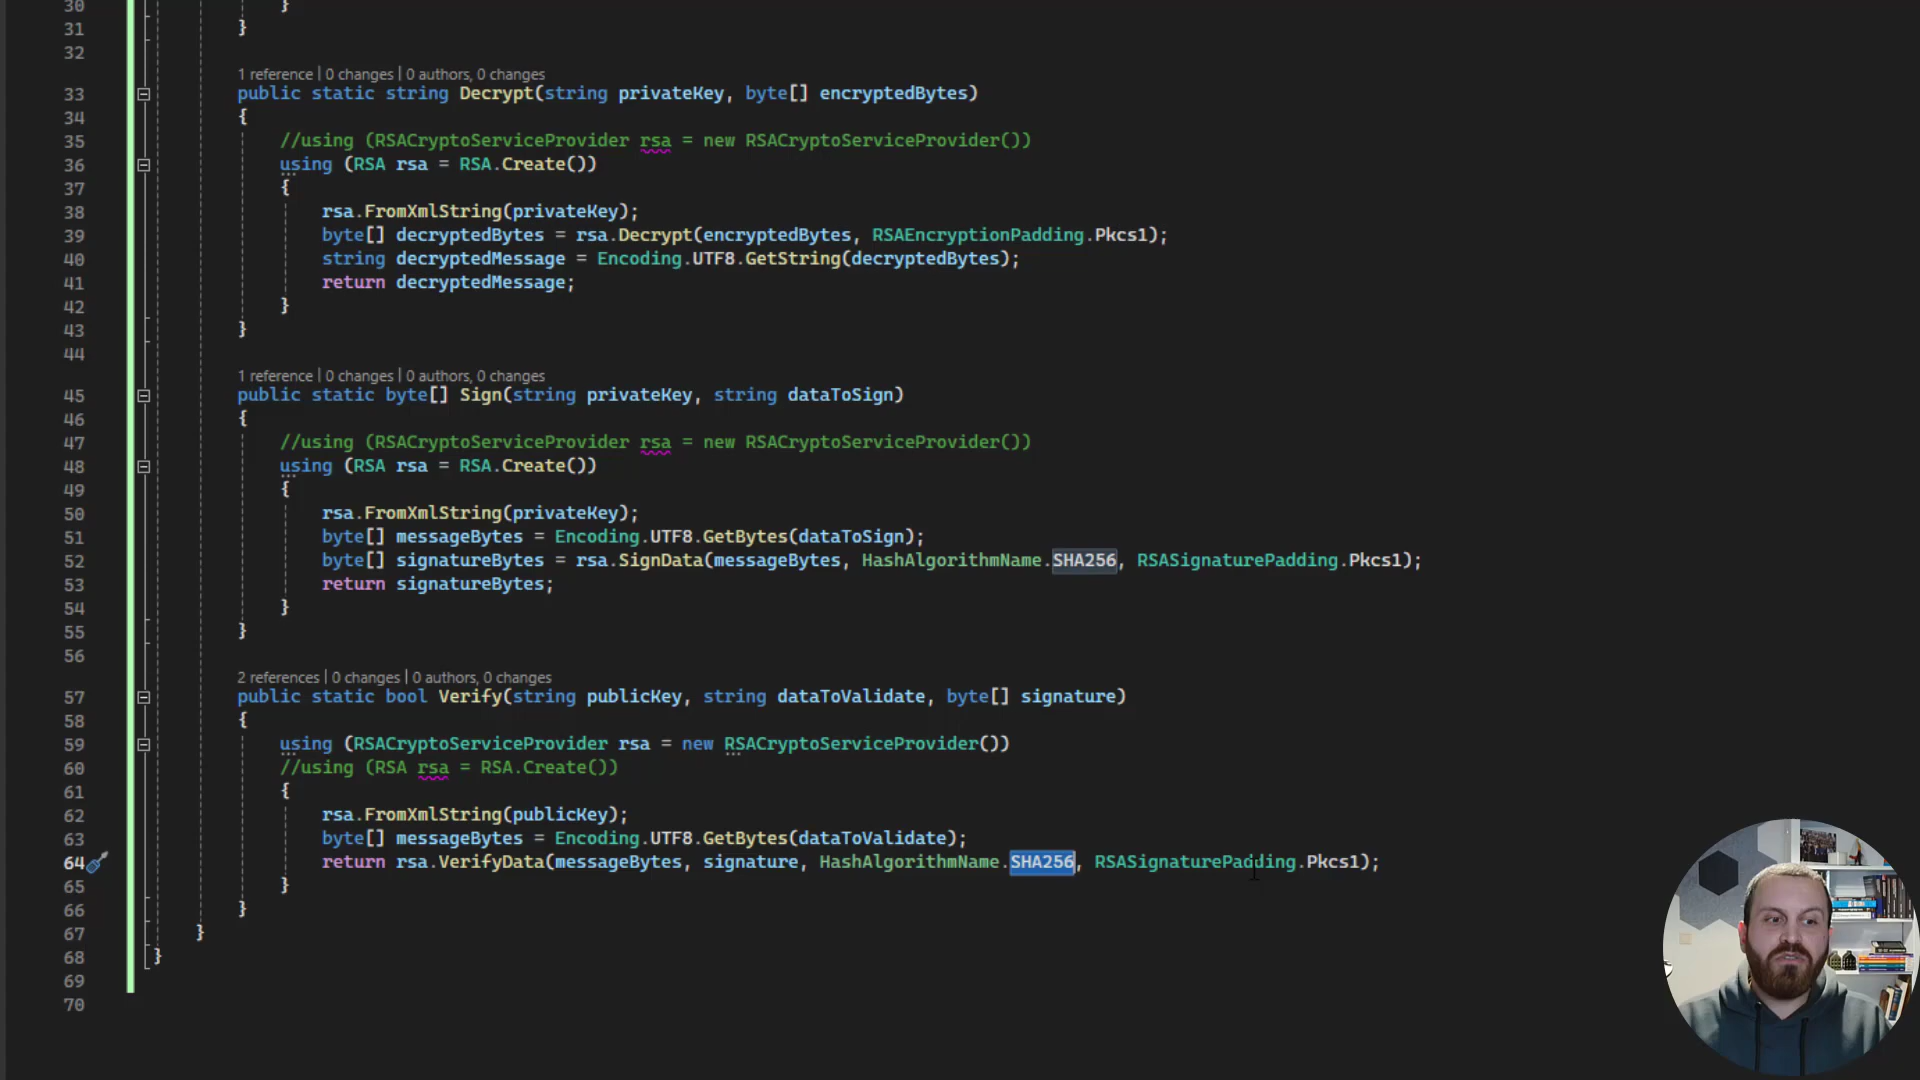 30 }
31 }
32
1 reference | 0 changes | 0 authors, 0 changes
33 public static string Decrypt(string privateKey, byte[] encryptedBytes)
34 {
35 //using (RSACryptoServiceProvider rsa = new RSACryptoServiceProvider())
36 using (RSA rsa = RSA.Create())
37 {
38 rsa.FromXmlString(privateKey);
39 byte[] decryptedBytes = rsa.Decrypt(encryptedBytes, RSAEncryptionPadding.Pkcs1);
40 string decryptedMessage = Encoding.UTF8.GetString(decryptedBytes);
41 return decryptedMessage;
42 }
43 }
44
1 reference | 0 changes | 0 authors, 0 changes
45 public static byte[] Sign(string privateKey, string dataToSign)
46 {
47 //using (RSACryptoServiceProvider rsa = new RSACryptoServiceProvider())
48 using (RSA rsa = RSA.Create())
49 {
50 rsa.FromXmlString(privateKey);
51 byte[] messageBytes = Encoding.UTF8.GetBytes(dataToSign);
52 byte[] signatureBytes = rsa.SignData(messageBytes, HashAlgorithmName.SHA256, RSASignaturePadding.Pkcs1);
53 return signatureBytes;
54 }
55 }
56
2 references | 0 changes | 0 authors, 0 changes
57 public static bool Verify(string publicKey, string dataToValidate, byte[] signature)
58 {
59 using (RSACryptoServiceProvider rsa = new RSACryptoServiceProvider())
60 //using (RSA rsa = RSA.Create())
61 {
62 rsa.FromXmlString(publicKey);
63 byte[] messageBytes = Encoding.UTF8.GetBytes(dataToValidate);
64 return rsa.VerifyData(messageBytes, signature, HashAlgorithmName.SHA256, RSASignaturePadding.Pkcs1);
65 }
66 }
67 }
68 }
69
70